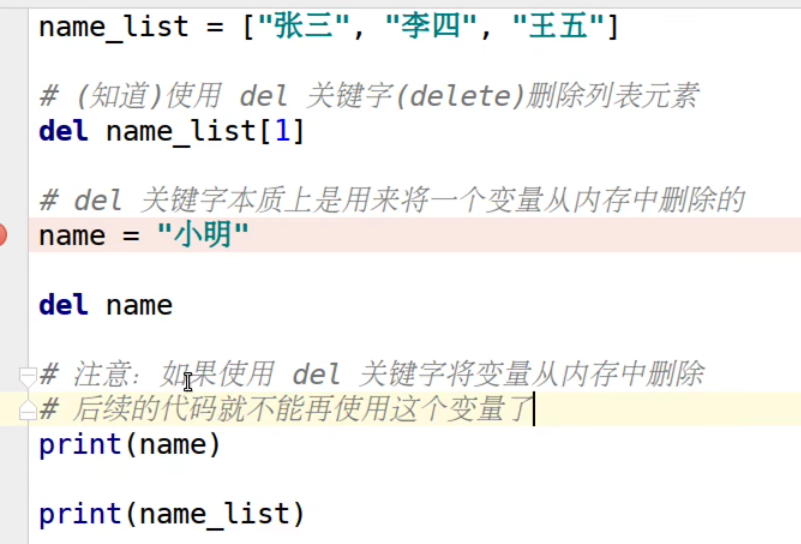 name_list = ["张三", "李四", "王五"]
# (知道)使用 del 关键字(delete)删除列表元素
del name_list[1]
# del 关键字本质上是用来将一个变量从内存中删除的
name = "小明"
del name
# 注意: 如果使用 del 关键字将变量从内存中删除
# 后续的代码就不能再使用这个变量了
print(name)
print(name_list)